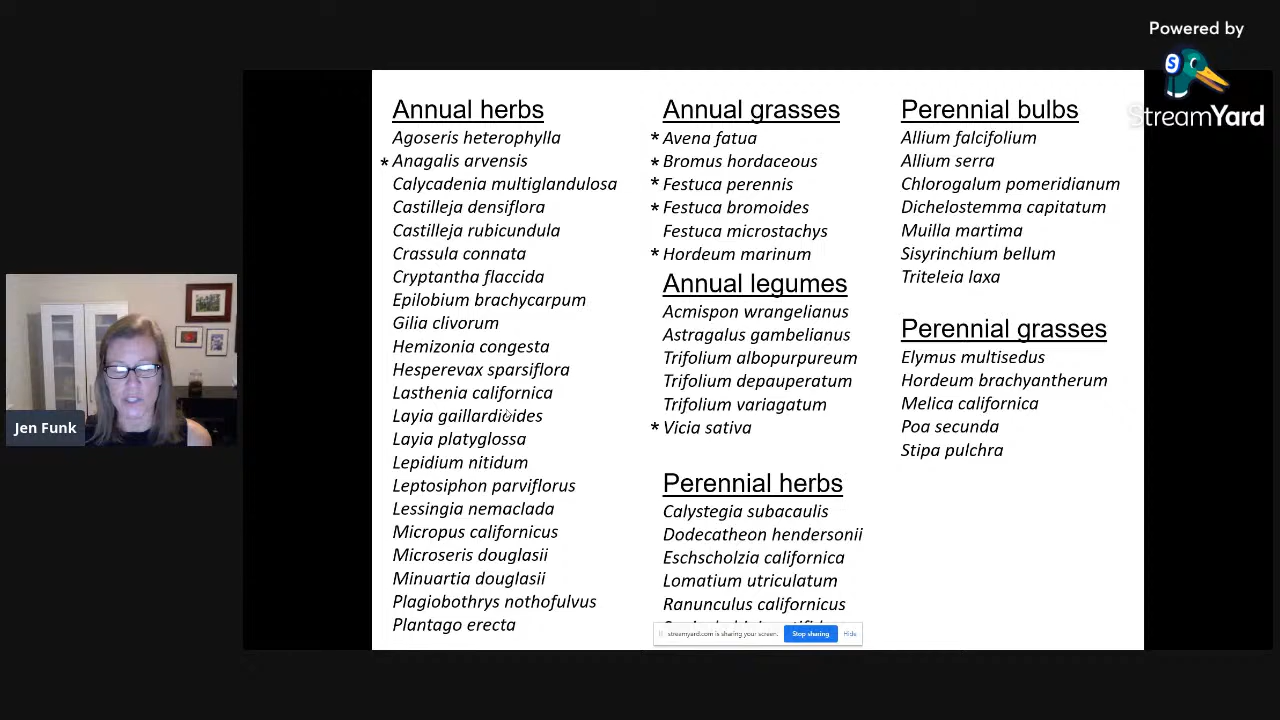 Powered by
StreamYard
Jen Funk
Annual herbs
Agoseris heterophylla
* Anagalis arvensis
Calycadenia multiglandulosa
Castilleja densiflora
Castilleja rubicundula
Crassula connata
Cryptantha flaccida
Epilobium brachycarpum
Gilia clivorum
Hemizonia congesta
Hesperevax sparsiflora
Lasthenia californica
Layia gaillardioides
Layia platyglossa
Lepidium nitidum
Leptosiphon parviflorus
Lessingia nemaclada
Micropus californicus
Microseris douglasii
Minuartia douglasii
Plagiobothrys nothofulvus
Plantago erecta
Annual grasses
* Avena fatua
* Bromus hordaceous
* Festuca perennis
* Festuca bromoides
Festuca microstachys
* Hordeum marinum
Annual legumes
Acmispon wrangelianus
Astragalus gambelianus
Trifolium albopurpureum
Trifolium depauperatum
Trifolium variagatum
* Vicia sativa
Perennial herbs
Calystegia subacaulis
Dodecatheon hendersonii
Eschscholzia californica
Lomatium utriculatum
Ranunculus californicus
streamyard.com is sharing your screen.
Stop sharing
Hide
Perennial bulbs
Allium falcifolium
Allium serra
Chlorogalum pomeridianum
Dichelostemma capitatum
Muilla martima
Sisyrinchium bellum
Triteleia laxa
Perennial grasses
Elymus multisedus
Hordeum brachyantherum
Melica californica
Poa secunda
Stipa pulchra